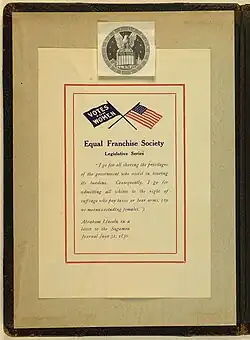 VOTES
FOR
WOMEN
Equal Franchise Society
Legislative Series
"I go for all sharing the privileges
of the government who assist in bearing
its burdens. Consequently, I go for
admitting all whites to the right of
suffrage who pay taxes or bear arms, (by
no means excluding females.")
Abraham Lincoln in a
letter to the Sagamon
Journal June 13, 1836.